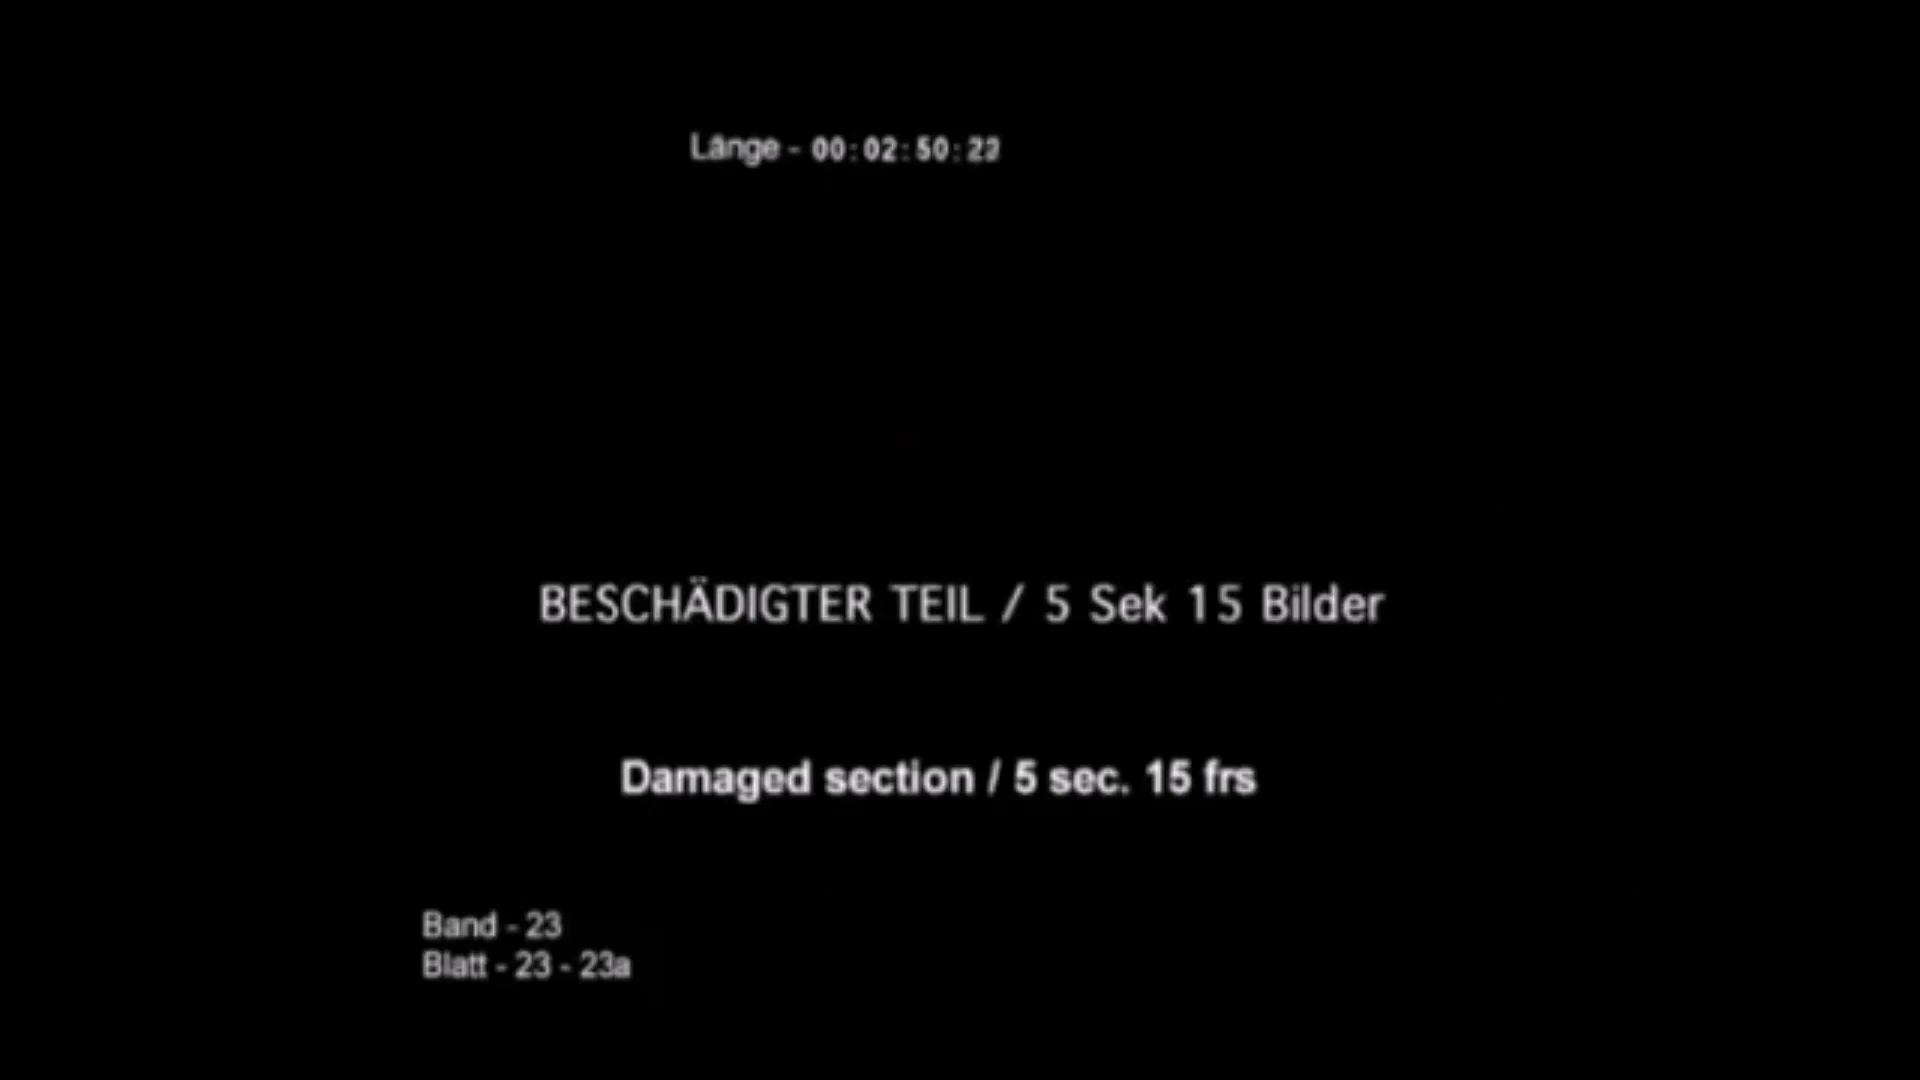 Länge - 00:02:50:
BESCHÄDIGTER TEIL / 5 Sek 15 Bilder
Damaged section / 5 sec. 15 frs
Band - 23
Blatt - 23 - 23a